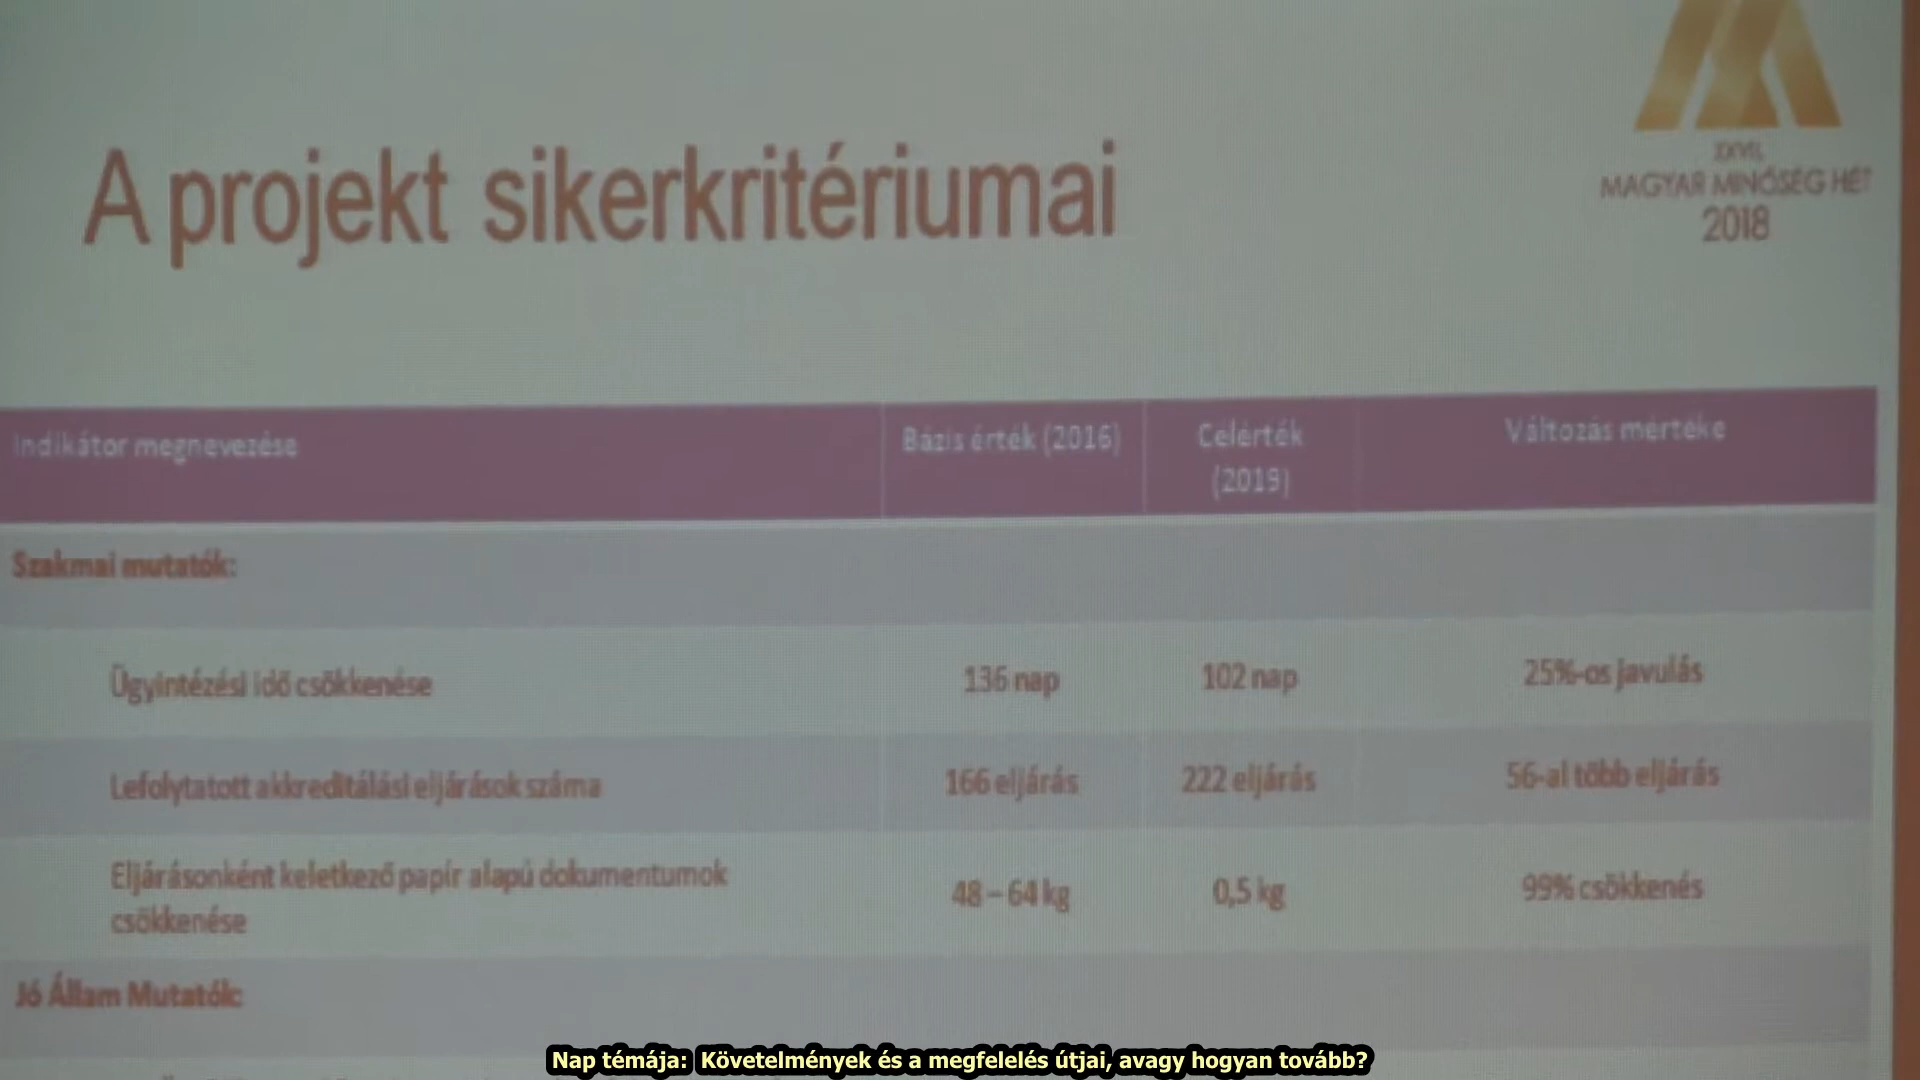 XXVII.
MAGYAR MINŐSÉG HÉT
2018
A projekt sikerkritériumai
Indikátor megnevezése
Bázis érték (2016)
Célérték
(2019)
Változás mértéke
Szakmai mutatók:
Ügyintézési idő csökkenése
136 nap
102 nap
25%-os javulás
Lefolytatott akkreditálási eljárások száma
166 eljárás
222 eljárás
56-al több eljárás
Eljárásonként keletkező papír alapú dokumentumok
csökkenése
48 – 64 kg
0,5 kg
99% csökkenés
Jó Állam Mutatók:
Nap témája: Követelmények és a megfelelés útjai, avagy hogyan tovább?